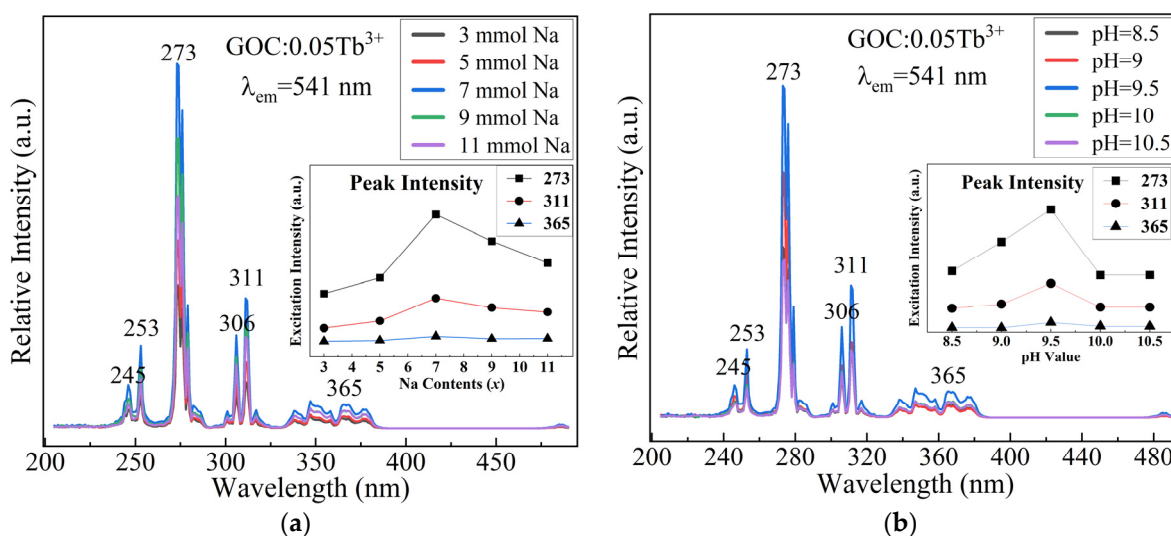 GOC:0.05Tb³⁺
λem=541 nm
3 mmol Na
5 mmol Na
7 mmol Na
9 mmol Na
11 mmol Na
273
253
245
311
306
365
Relative Intensity (a.u.)
200 250 300 350 400 450
Wavelength (nm)
Peak Intensity
273
311
365
Exitation Intensity (a.u.)
3 4 5 6 7 8 9 10 11
Na Contents (x)
(a)
GOC:0.05Tb³⁺
λem=541 nm
pH=8.5
pH=9
pH=9.5
pH=10
pH=10.5
273
253
245
311
306
365
Relative Intensity (a.u.)
200 240 280 320 360 400 440 480
Wavelength (nm)
Peak Intensity
273
311
365
Excitation Intensity (a.u.)
8.5 9.0 9.5 10.0 10.5
pH Value
(b)